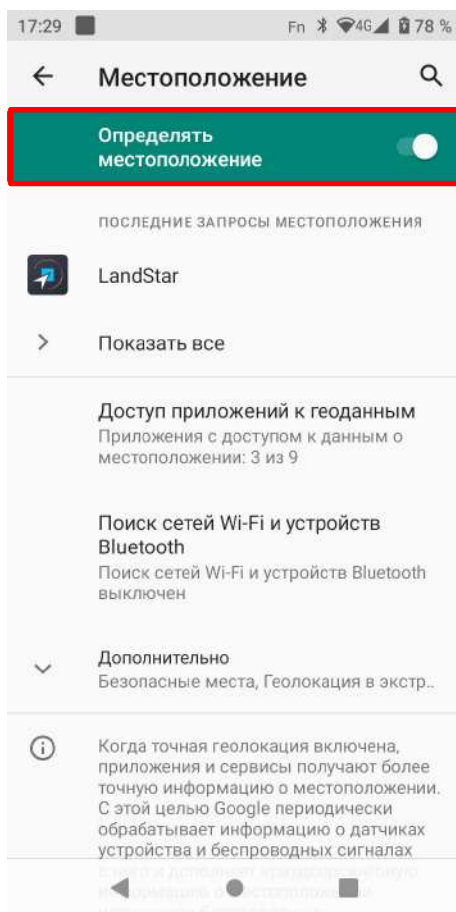 17:29 Fn 4G 78 %
Местоположение
Определять
местоположение
ПОСЛЕДНИЕ ЗАПРОСЫ МЕСТОПОЛОЖЕНИЯ
LandStar
Показать все
Доступ приложений к геоданным
Приложения с доступом к данным о
местоположении: 3 из 9
Поиск сетей Wi-Fi и устройств
Bluetooth
Поиск сетей Wi-Fi и устройств Bluetooth
выключен
Дополнительно
Безопасные места, Геолокация в экстр..
Когда точная геолокация включена,
приложения и сервисы получают более
точную информацию о местоположении.
С этой целью Google периодически
обрабатывает информацию о датчиках
устройства и беспроводных сигналах